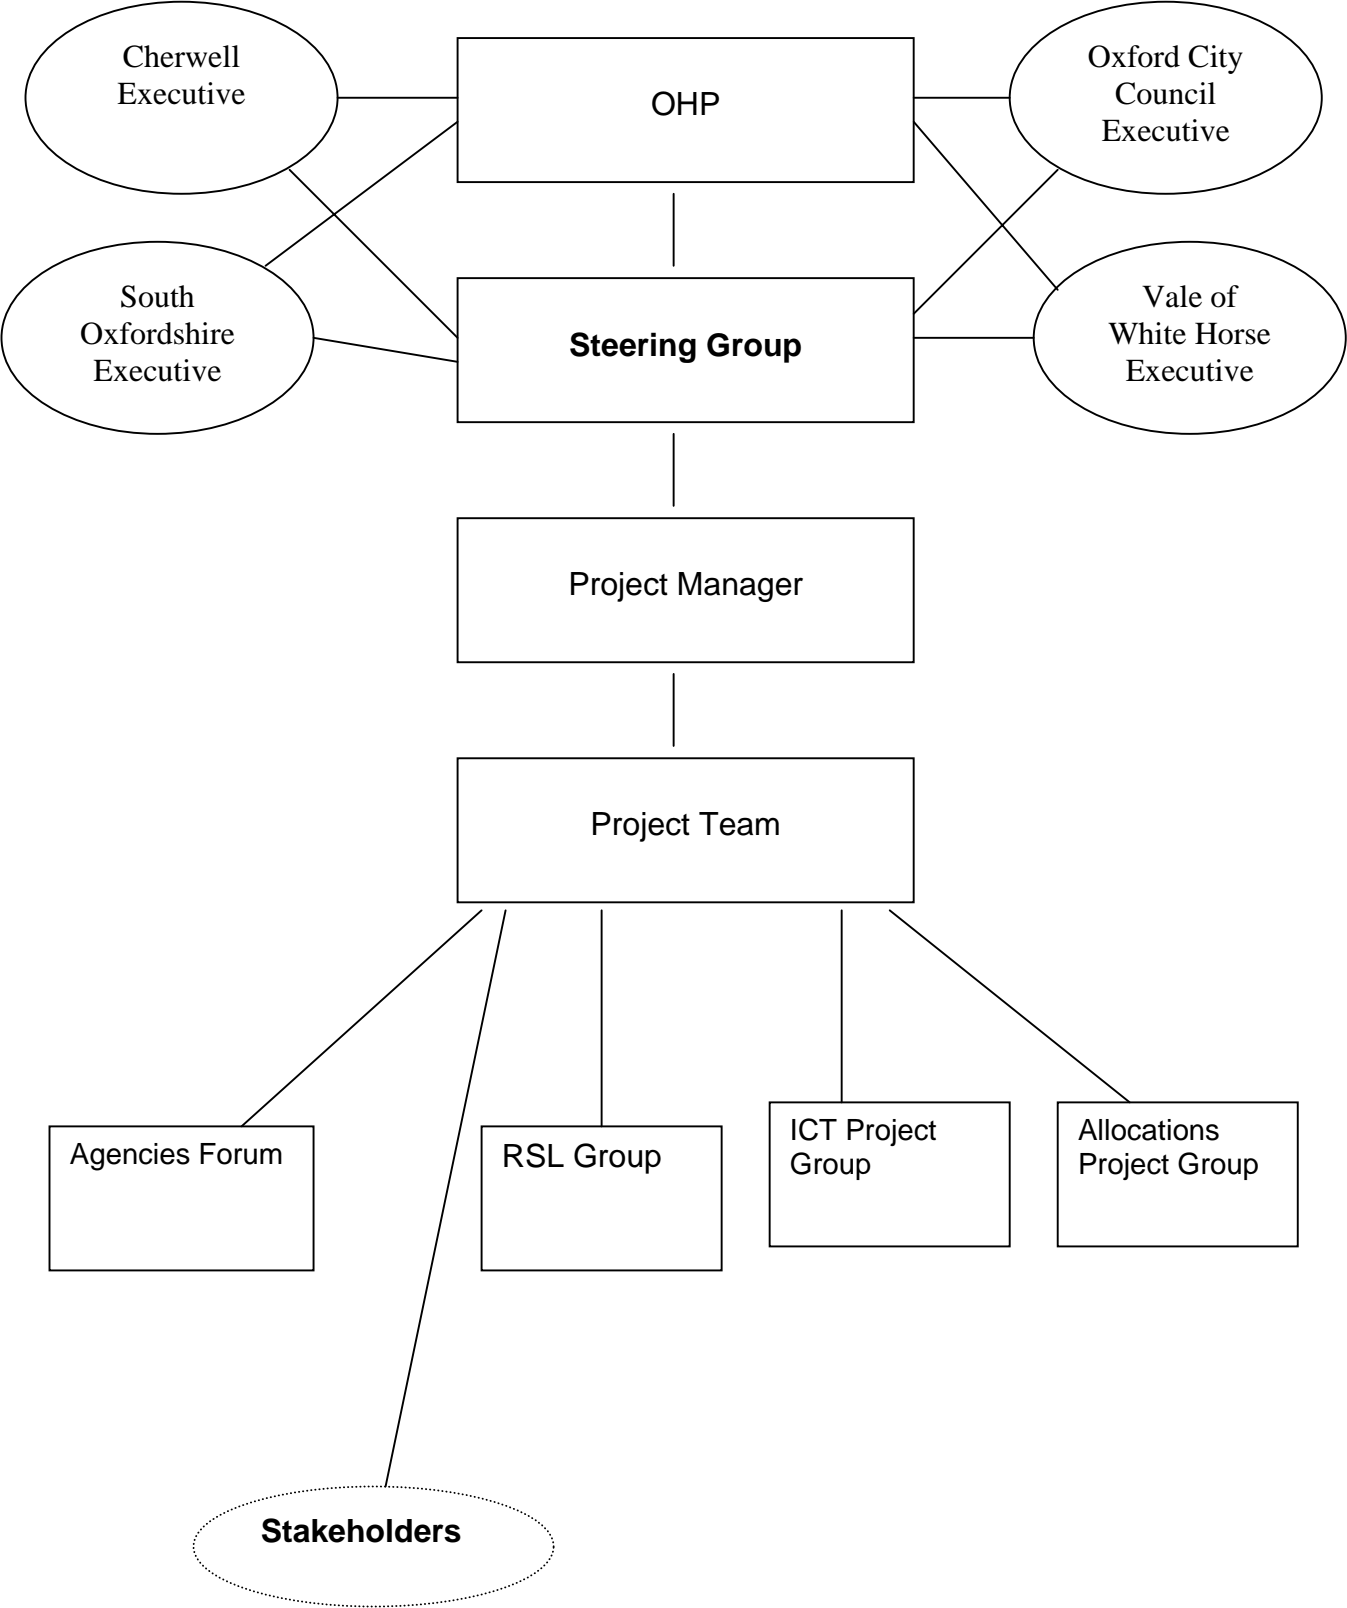 Cherwell
Executive
OHP
Oxford City
Council
Executive
South
Oxfordshire
Executive
Steering Group
Vale of
White Horse
Executive
Project Manager
Project Team
Agencies Forum
RSL Group
ICT Project
Group
Allocations
Project Group
Stakeholders